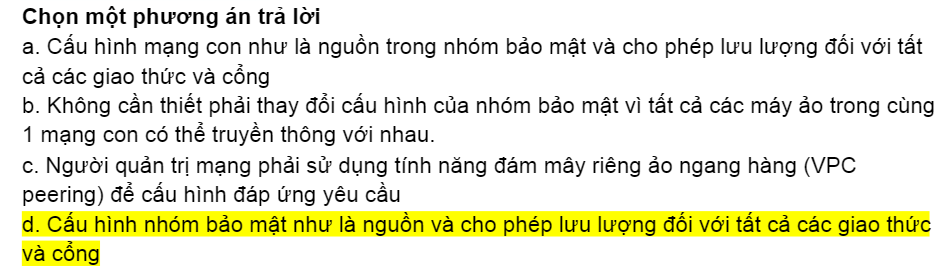 Chọn một phương án trả lời
a. Cấu hình mạng con như là nguồn trong nhóm bảo mật và cho phép lưu lượng đối với tất
cả các giao thức và cổng
b. Không cần thiết phải thay đổi cấu hình của nhóm bảo mật vì tất cả các máy ảo trong cùng
1 mạng con có thể truyền thông với nhau.
c. Người quản trị mạng phải sử dụng tính năng đám mây riêng ảo ngang hàng (VPC
peering) để cấu hình đáp ứng yêu cầu
d. Cấu hình nhóm bảo mật như là nguồn và cho phép lưu lượng đối với tất cả các giao thức
và cổng